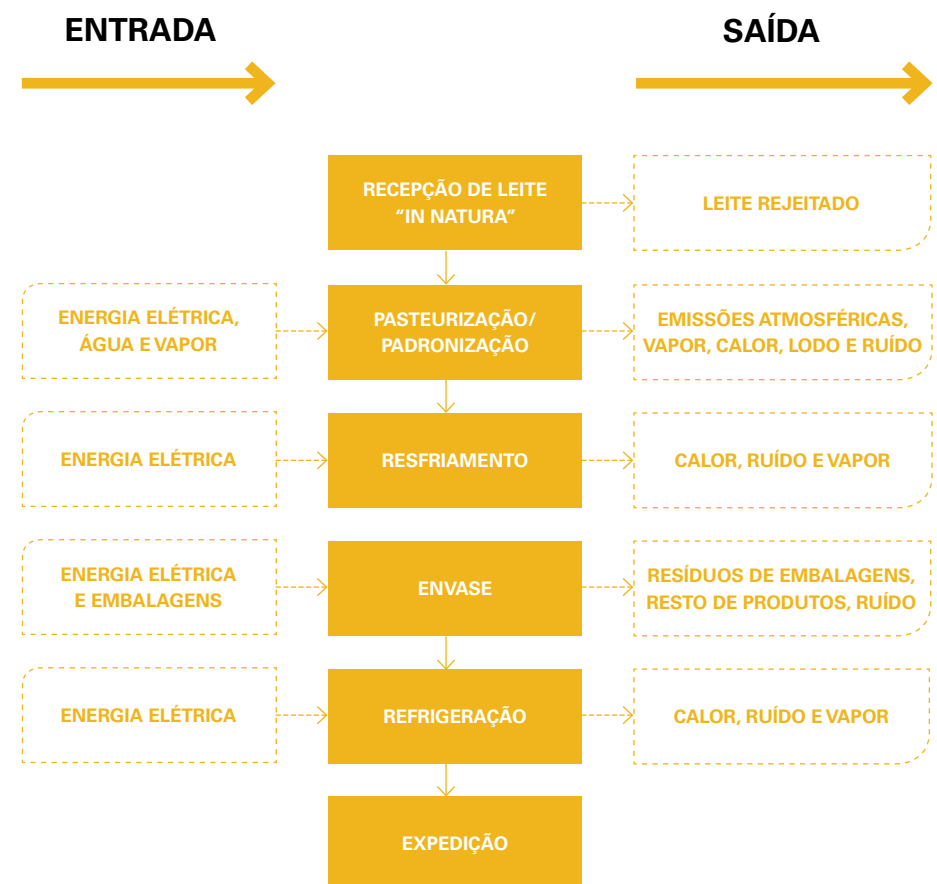 ENTRADA
SAÍDA
RECEPÇÃO DE LEITE
“IN NATURA”
LEITE REJEITADO
ENERGIA ELÉTRICA,
ÁGUA E VAPOR
PASTEURIZAÇÃO/
PADRONIZAÇÃO
EMISSÕES ATMOSFÉRICAS,
VAPOR, CALOR, LODO E RUÍDO
ENERGIA ELÉTRICA
RESFRIAMENTO
CALOR, RUÍDO E VAPOR
ENERGIA ELÉTRICA
E EMBALAGENS
ENVASE
RESÍDUOS DE EMBALAGENS,
RESTO DE PRODUTOS, RUÍDO
ENERGIA ELÉTRICA
REFRIGERAÇÃO
CALOR, RUÍDO E VAPOR
EXPEDIÇÃO